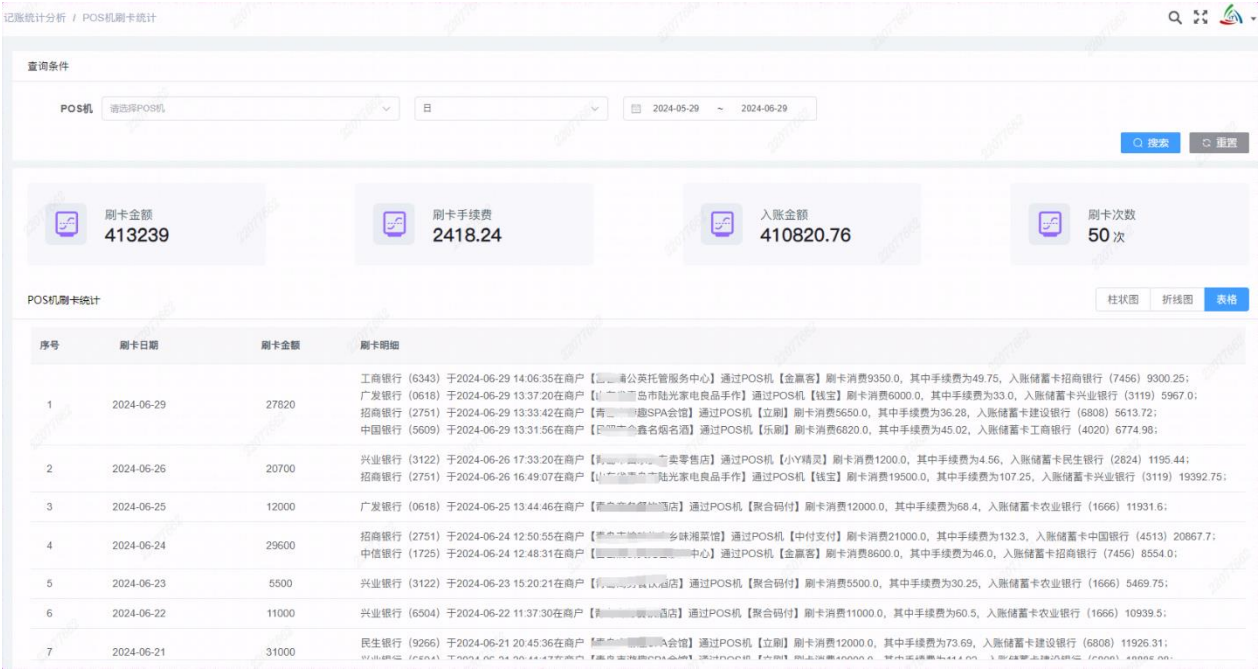 记账统计分析 / POS机刷卡统计
查询条件
POS机 请选择POS机 日 2024-05-29 ~ 2024-06-29
搜索 重置
刷卡金额 刷卡手续费 入账金额 刷卡次数
413239 2418.24 410820.76 50 次
POS机刷卡统计 柱状图 折线图 表格
序号 刷卡日期 刷卡金额 刷卡明细
工商银行（6343）于2024-06-29 14:06:35在商户【蒲公英托管服务中心】通过POS机【金赢客】刷卡消费9350.0，其中手续费为49.75，入账储蓄卡招商银行（7456）9300.25；
广发银行（0618）于2024-06-29 13:37:20在商户【岛市陆光家电良品手作】通过POS机【钱宝】刷卡消费6000.0，其中手续费为33.0，入账储蓄卡兴业银行（3119）5967.0；
1 2024-06-29 27820
招商银行（2751）于2024-06-29 13:33:42在商户【青趣SPA会馆】通过POS机【立刷】刷卡消费5650.0，其中手续费为36.28，入账储蓄卡建设银行（6808）5613.72；
中国银行（5609）于2024-06-29 13:31:56在商户【鑫名烟名酒】通过POS机【乐刷】刷卡消费6820.0，其中手续费为45.02，入账储蓄卡工商银行（4020）6774.98；
兴业银行（3122）于2024-06-26 17:33:20在商户【专卖零售店】通过POS机【小Y精灵】刷卡消费1200.0，其中手续费为4.56，入账储蓄卡民生银行（2824）1195.44；
2 2024-06-26 20700
招商银行（2751）于2024-06-26 16:49:07在商户【市陆光家电良品手作】通过POS机【钱宝】刷卡消费19500.0，其中手续费为107.25，入账储蓄卡兴业银行（3119）19392.75；
3 2024-06-25 12000 广发银行（0618）于2024-06-25 13:44:46在商户【酒店】通过POS机【聚合码付】刷卡消费12000.0，其中手续费为68.4，入账储蓄卡农业银行（1666）11931.6；
招商银行（2751）于2024-06-24 12:50:55在商户【乡味湘菜馆】通过POS机【中付支付】刷卡消费21000.0，其中手续费为132.3，入账储蓄卡中国银行（4513）20867.7；
4 2024-06-24 29600
中信银行（1725）于2024-06-24 12:48:31在商户【中心】通过POS机【金赢客】刷卡消费8600.0，其中手续费为46.0，入账储蓄卡招商银行（7456）8554.0；
5 2024-06-23 5500 兴业银行（3122）于2024-06-23 15:20:21在商户【酒店】通过POS机【聚合码付】刷卡消费5500.0，其中手续费为30.25，入账储蓄卡农业银行（1666）5469.75；
6 2024-06-22 11000 兴业银行（6504）于2024-06-22 11:37:30在商户【酒店】通过POS机【聚合码付】刷卡消费11000.0，其中手续费为60.5，入账储蓄卡农业银行（1666）10939.5；
民生银行（9266）于2024-06-21 20:45:36在商户【SPA会馆】通过POS机【立刷】刷卡消费12000.0，其中手续费为73.69，入账储蓄卡建设银行（6808）11926.31；
7 2024-06-21 31000